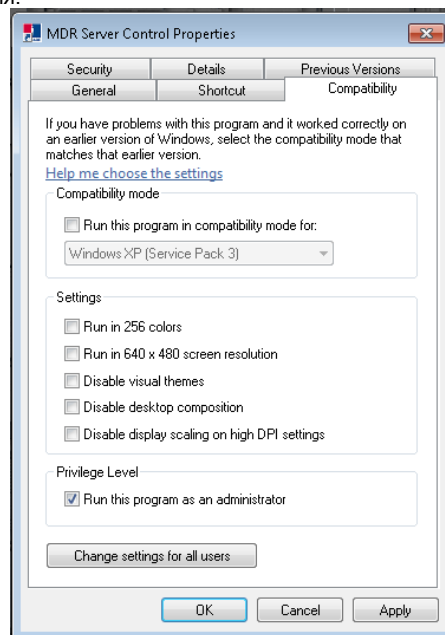 ия.
MDR Server Control Properties
Security Details Previous Versions
General Shortcut Compatibility
If you have problems with this program and it worked correctly on
an earlier version of Windows, select the compatibility mode that
matches that earlier version.
Help me choose the settings
Compatibility mode
Run this program in compatibility mode for:
Windows XP (Service Pack 3)
Settings
Run in 256 colors
Run in 640 x 480 screen resolution
Disable visual themes
Disable desktop composition
Disable display scaling on high DPI settings
Privilege Level
Run this program as an administrator
Change settings for all users
OK Cancel Apply